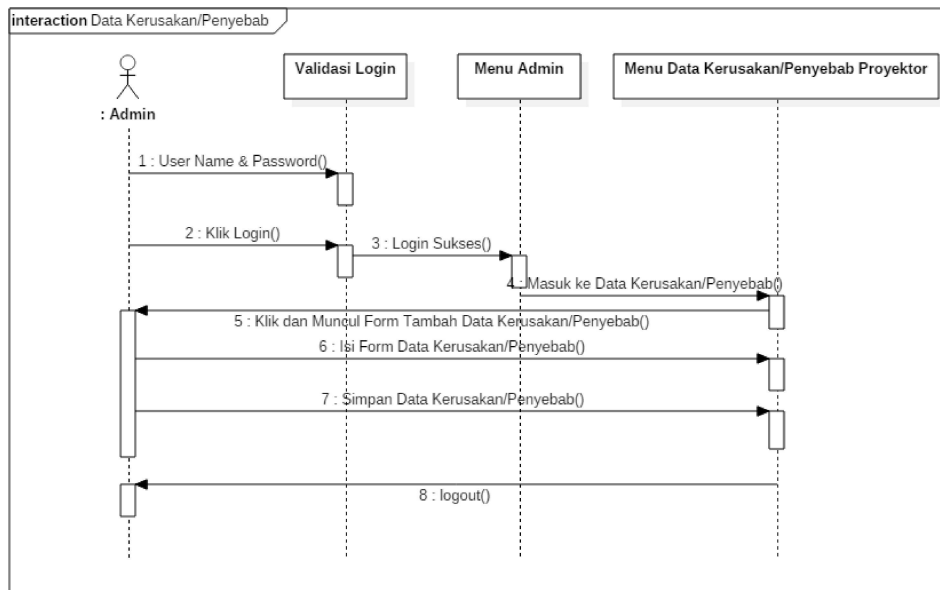 interaction Data Kerusakan/Penyebab
: Admin
Validasi Login
Menu Admin
Menu Data Kerusakan/Penyebab Proyektor
1 : User Name & Password()
2 : Klik Login()
3 : Login Sukses()
4 : Masuk ke Data Kerusakan/Penyebab()
5 : Klik dan Muncul Form Tambah Data Kerusakan/Penyebab()
6 : Isi Form Data Kerusakan/Penyebab()
7 : Simpan Data Kerusakan/Penyebab()
8 : logout()